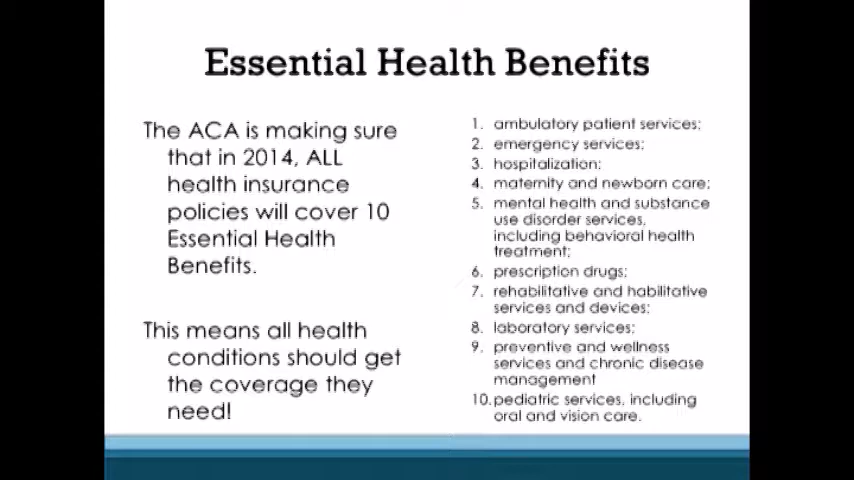 Essential Health Benefits
The ACA is making sure
that in 2014, ALL
health insurance
policies will cover 10
Essential Health
Benefits.
This means all health
conditions should get
the coverage they
need!
1. ambulatory patient services;
2. emergency services;
3. hospitalization;
4. maternity and newborn care;
5. mental health and substance
use disorder services,
including behavioral health
treatment;
6. prescription drugs;
7. rehabilitative and habilitative
services and devices;
8. laboratory services;
9. preventive and wellness
services and chronic disease
management
10. pediatric services, including
oral and vision care.